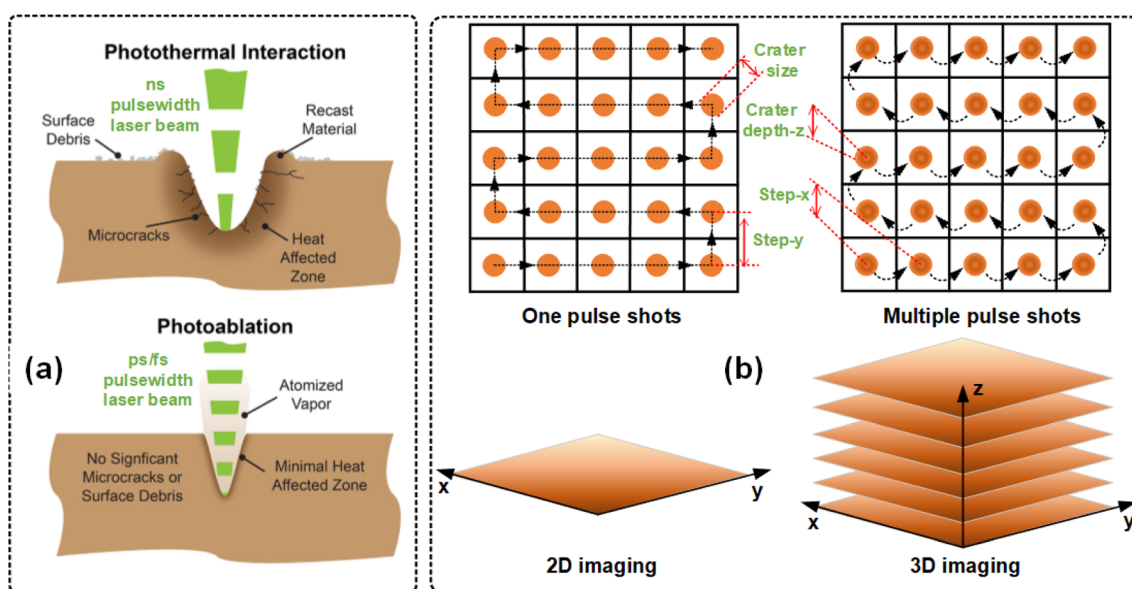 Photothermal Interaction
ns
pulsewidth
laser beam
Surface
Debris
Recast
Material
Microcracks
Heat
Affected
Zone
Photoablation
(a)
ps/fs
pulsewidth
laser beam
Atomized
Vapor
No Signficant
Microcracks or
Surface Debris
Minimal Heat
Affected Zone
Crater
size
Crater
depth-z
Step-x
Step-y
One pulse shots
Multiple pulse shots
(b)
x
y
2D imaging
z
x
y
3D imaging